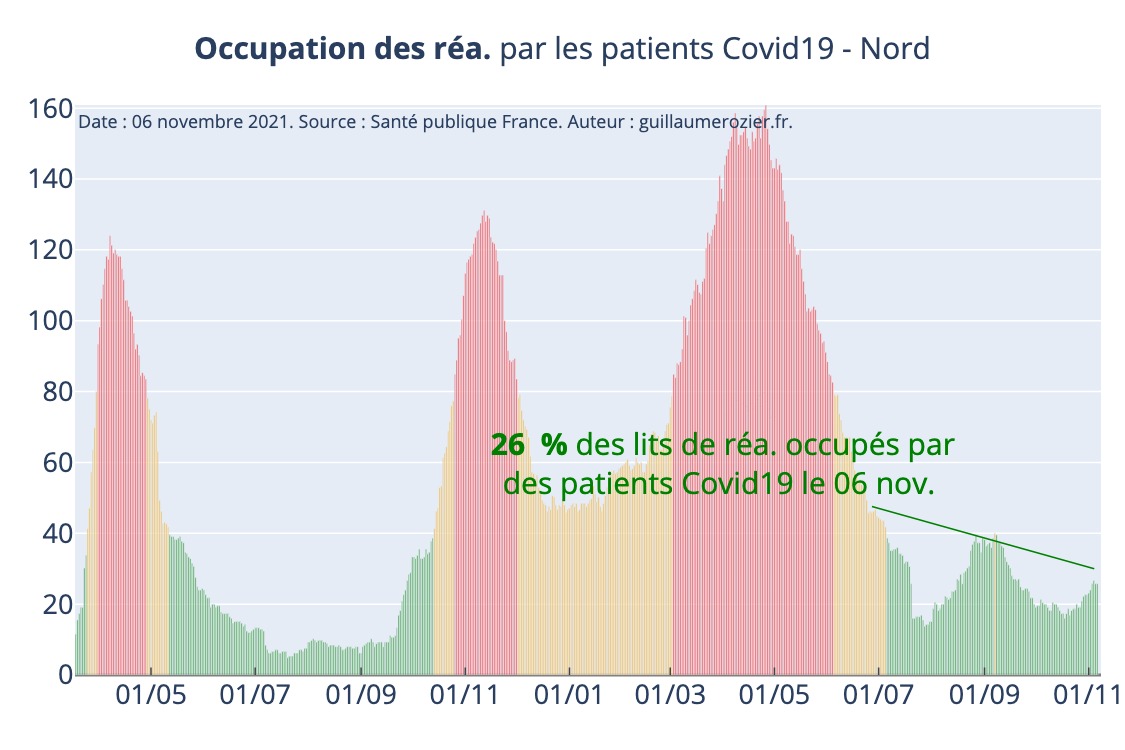 Occupation des réa. par les patients Covid19 - Nord
160
Date : 06 novembre 2021. Source : Santé publique France. Auteur : guillaumerozier.fr.
140
120
100
80
60
40
20
0
26 % des lits de réa. occupés par
des patients Covid19 le 06 nov.
01/05 01/07 01/09 01/11 01/01 01/03 01/05 01/07 01/09 01/11